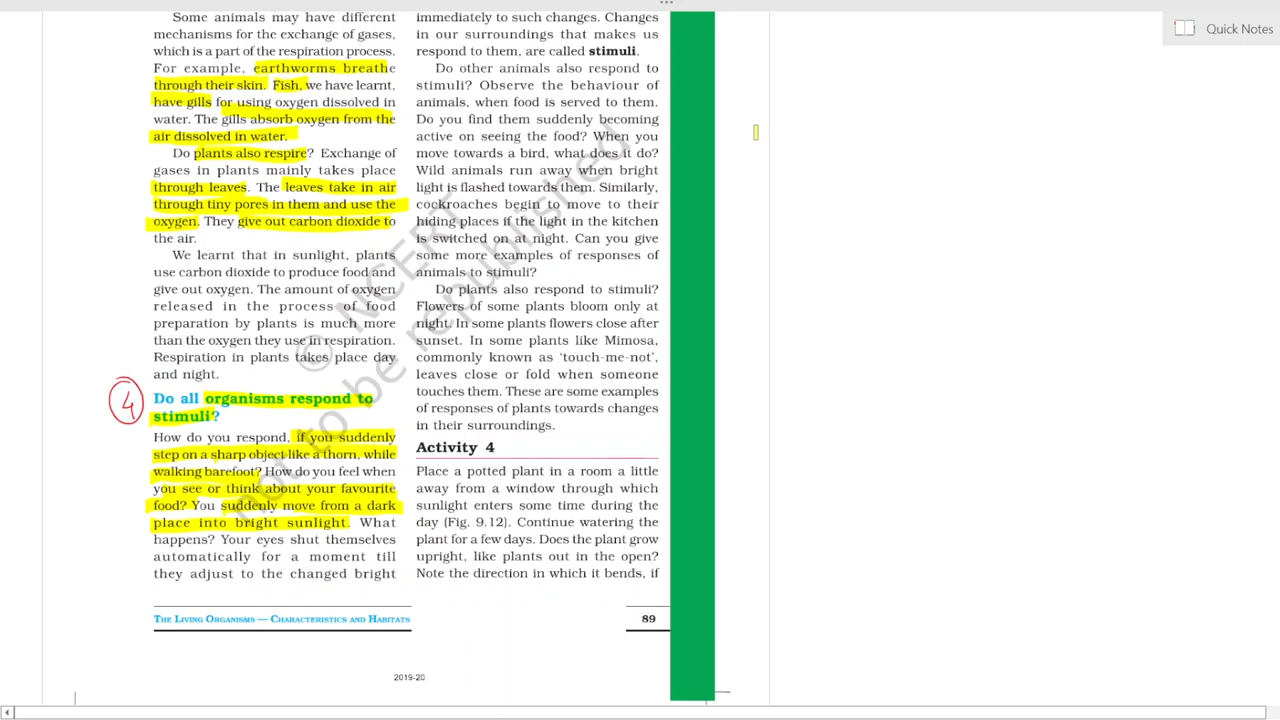 Quick Notes
Some animals may have different
mechanisms for the exchange of gases,
which is a part of the respiration process.
For example, earthworms breathe
through their skin. Fish, we have learnt,
have gills for using oxygen dissolved in
water. The gills absorb oxygen from the
air dissolved in water.
Do plants also respire? Exchange of
gases in plants mainly takes place
through leaves. The leaves take in air
through tiny pores in them and use the
oxygen. They give out carbon dioxide to
the air.
We learnt that in sunlight, plants
use carbon dioxide to produce food and
give out oxygen. The amount of oxygen
released in the process of food
preparation by plants is much more
than the oxygen they use in respiration.
Respiration in plants takes place day
and night.
4
Do all organisms respond to
stimuli?
How do you respond, if you suddenly
step on a sharp object like a thorn, while
walking barefoot? How do you feel when
you see or think about your favourite
food? You suddenly move from a dark
place into bright sunlight. What
happens? Your eyes shut themselves
automatically for a moment till
they adjust to the changed bright
immediately to such changes. Changes
in our surroundings that makes us
respond to them, are called stimuli.
Do other animals also respond to
stimuli? Observe the behaviour of
animals, when food is served to them.
Do you find them suddenly becoming
active on seeing the food? When you
move towards a bird, what does it do?
Wild animals run away when bright
light is flashed towards them. Similarly,
cockroaches begin to move to their
hiding places if the light in the kitchen
is switched on at night. Can you give
some more examples of responses of
animals to stimuli?
Do plants also respond to stimuli?
Flowers of some plants bloom only at
night. In some plants flowers close after
sunset. In some plants like Mimosa,
commonly known as ‘touch-me-not’,
leaves close or fold when someone
touches them. These are some examples
of responses of plants towards changes
in their surroundings.
Activity 4
Place a potted plant in a room a little
away from a window through which
sunlight enters some time during the
day (Fig. 9.12). Continue watering the
plant for a few days. Does the plant grow
upright, like plants out in the open?
Note the direction in which it bends, if
© NCERT
not to be republished
The Living Organisms — Characteristics and Habitats
89
2019-20